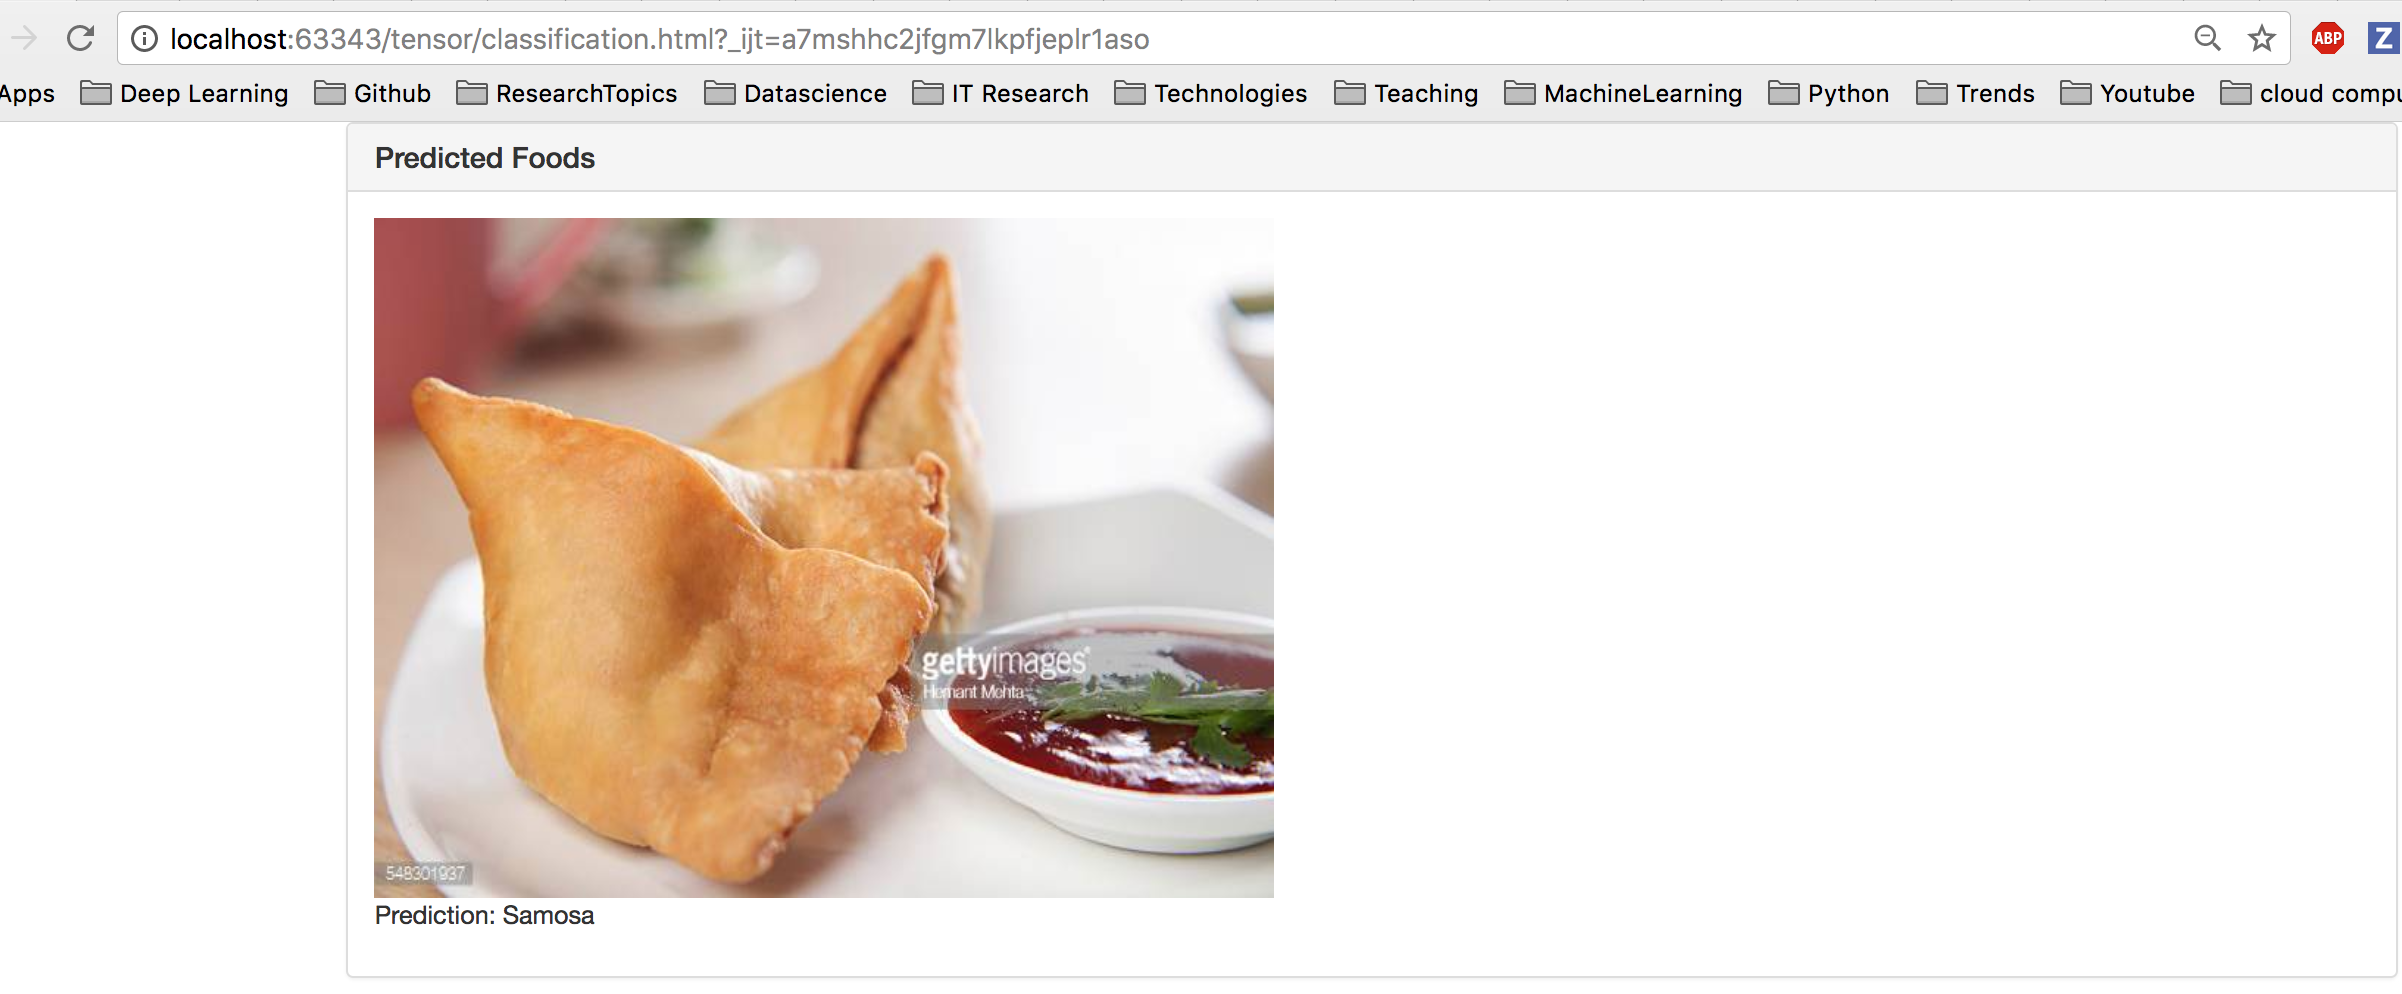 localhost:63343/tensor/classification.html?_ijt=a7mshhc2jfgm7lkpfjeplr1aso
ABP
Z
Apps Deep Learning Github ResearchTopics Datascience IT Research Technologies Teaching MachineLearning Python Trends Youtube cloud compu
Predicted Foods
gettyimages®
Hemant Mehta
548301937
Prediction: Samosa